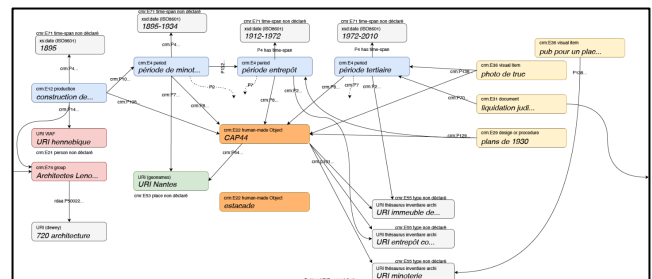 crm:E71 time-span non déclaré
xs:date (ISO8601)
1895
crm:E71 time-span non déclaré
xsd:date (ISO8601)
1895-1934
crm:E71 time-span non déclaré
xsd:date (ISO8601)
1912-1972
crm:E71 time-span non déclaré
xsd:date (ISO8601)
1972-2010
crm:E36 visual item
pub pour un plac...
crm:P4...
crm:P4...
P4 has time-span
P4 has time-span
crm:E12 production
construction de...
crm:P10...
crm:E4 period
période de minot...
crm:E4 period
période entrepôt
crm:E4 period
période tertiaire
crm:E36 visual item
photo de truc
crm:E31 document
liquidation judi...
crm:E29 design or procedure
plans de 1930
crm:P129...
crm:E22 human-made Object
CAP44
URI VIAF
URI hennebique
crm:E21 person non déclaré
crm:E74 group
Architectes Leno...
URI (geonames)
URI Nantes
crm:E53 place non déclaré
crm:E22 human-made Object
estacade
URI (dewey)
720 architecture
crm:E55 type non déclaré
URI thésaurus inventaire archi
URI immeuble de...
crm:E55 type non déclaré
URI thésaurus inventaire archi
URI entrepôt co...
crm:E55 type non déclaré
URI thésaurus inventaire archi
URI minoterie